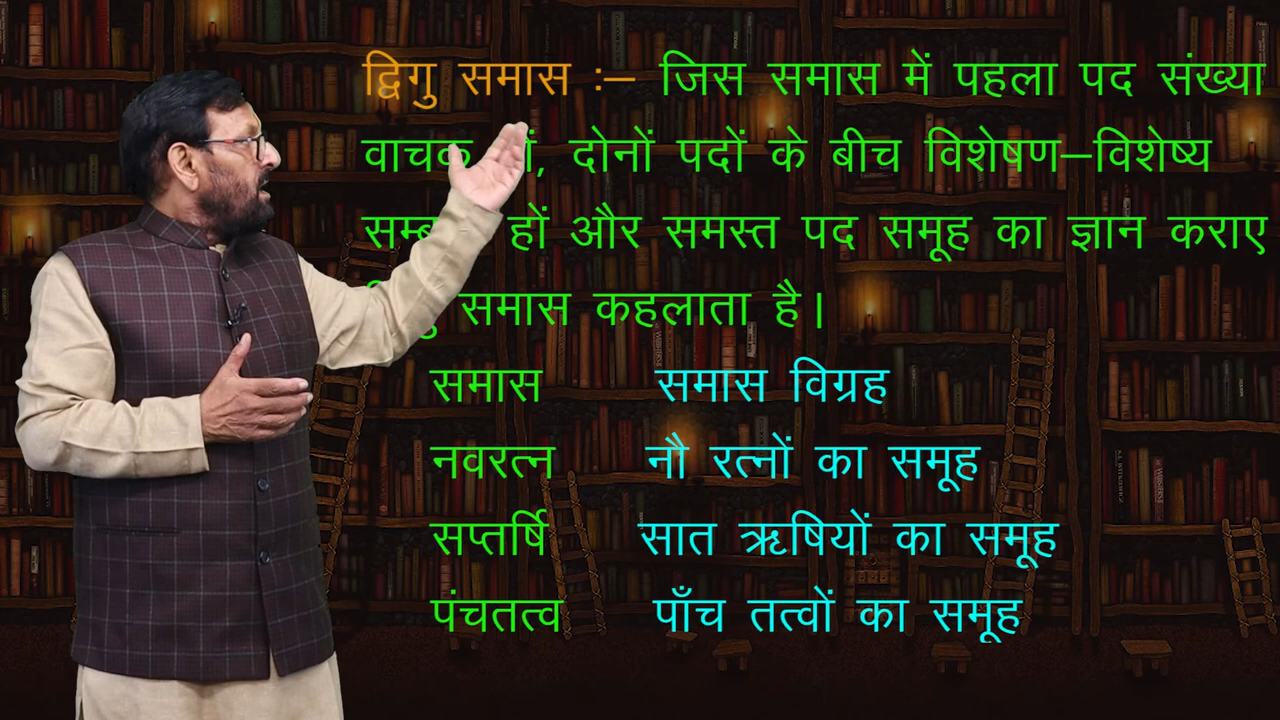 द्विगु समास :– जिस समास में पहला पद संख्या
वाचक, दोनों पदों के बीच विशेषण–विशेष्य
हों और समस्त पद समूह का ज्ञान कराए
समास कहलाता है।
समास समास विग्रह
नवरत्न नौ रत्नों का समूह
सप्तर्षि सात ऋषियों का समूह
पंचतत्व पाँच तत्वों का समूह